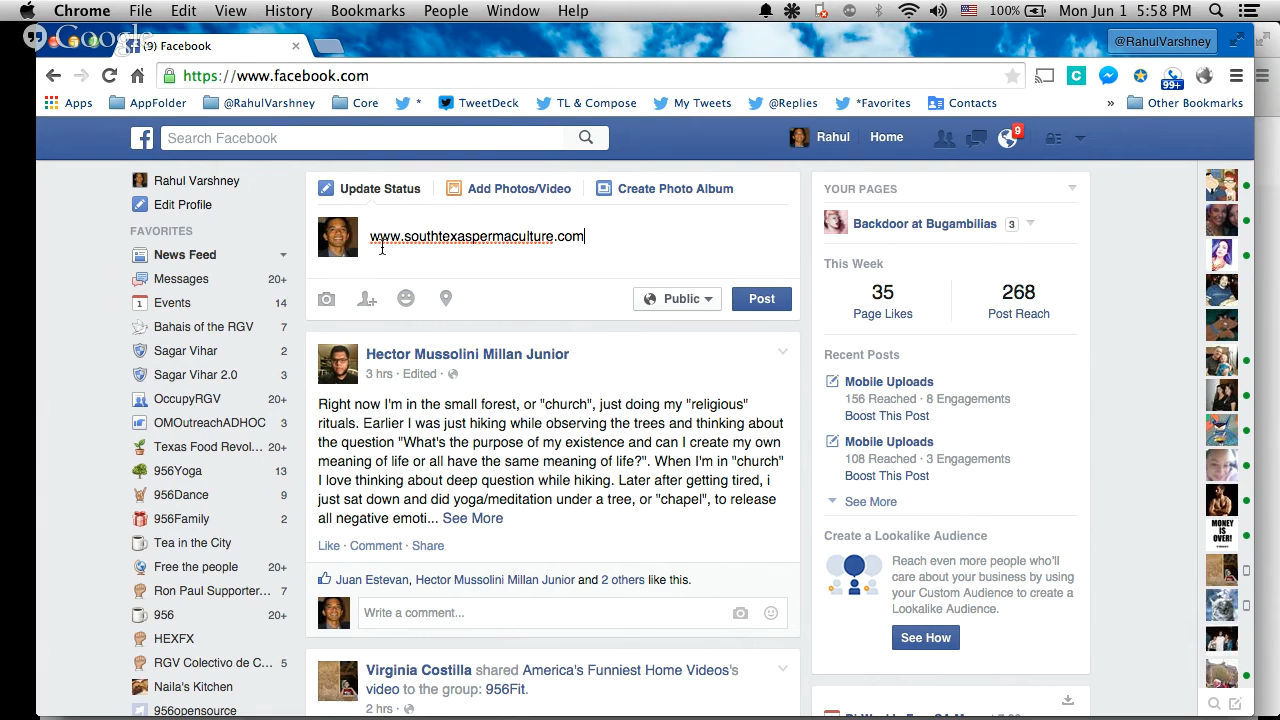 Chrome File Edit View History Bookmarks People Window Help 100% Mon Jun 1 5:58 PM
Google
(9) Facebook
@RahulVarshney
https://www.facebook.com
99+
Apps AppFolder @RahulVarshney Core * TweetDeck TL & Compose My Tweets @Replies *Favorites Contacts » Other Bookmarks
Search Facebook
Rahul Home 9
Rahul Varshney
Edit Profile
FAVORITES
News Feed
Messages 20+
Events 14
Bahais of the RGV 7
Sagar Vihar 2
Sagar Vihar 2.0 3
OccupyRGV 20+
OMOutreachADHOC 3
Texas Food Revol... 20+
956Yoga 13
956Dance 9
956Family 2
Tea in the City
Free the people 20+
Ron Paul Supporter... 7
956 20+
HEXFX
RGV Colectivo de C... 5
Naila's Kitchen
956opensource
Update Status Add Photos/Video Create Photo Album
www.southtexaspermaculture.com
Public Post
Hector Mussolini Millan Junior
3 hrs · Edited ·
Right now I'm in the small forest, or "church", just doing my "religious"
rituals. Earlier I was just hiking while observing the trees and thinking about
the question "What's the purpose of my existence and can I create my own
meaning of life or all have the same meaning of life?". When I'm in "church"
I love thinking about deep question while hiking. Later after getting tired, i
just sat down and did yoga/meditation under a tree, or "chapel", to release
all negative emoti... See More
Like · Comment · Share
Juan Estevan, Hector Mussolini Millan Junior and 2 others like this.
Write a comment...
Virginia Costilla shared America's Funniest Home Videos's
video to the group: 956Fit.
2 hrs ·
YOUR PAGES
Backdoor at Bugambilias 3
This Week
35 268
Page Likes Post Reach
Recent Posts
Mobile Uploads
156 Reached · 8 Engagements
Boost This Post
Mobile Uploads
108 Reached · 3 Engagements
Boost This Post
See More
Create a Lookalike Audience
Reach even more people who'll
care about your business by using
your Custom Audience to create a
Lookalike Audience.
See How
MONEY
IS
OVER!